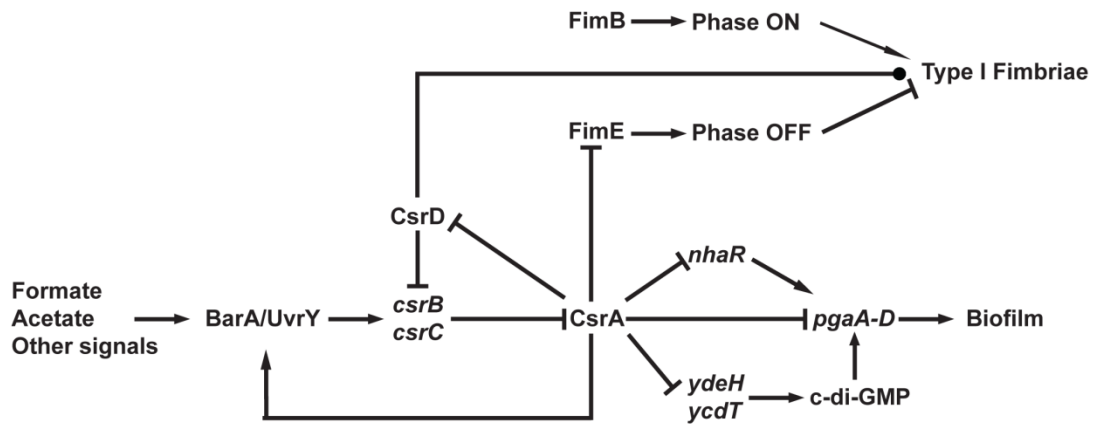 FimB Phase ON
Type I Fimbriae
FimE Phase OFF
CsrD
nhaR
Formate
Acetate
Other signals
BarA/UvrY
csrB
csrC
CsrA
pgaA-D
Biofilm
ydeH
ycdT
c-di-GMP